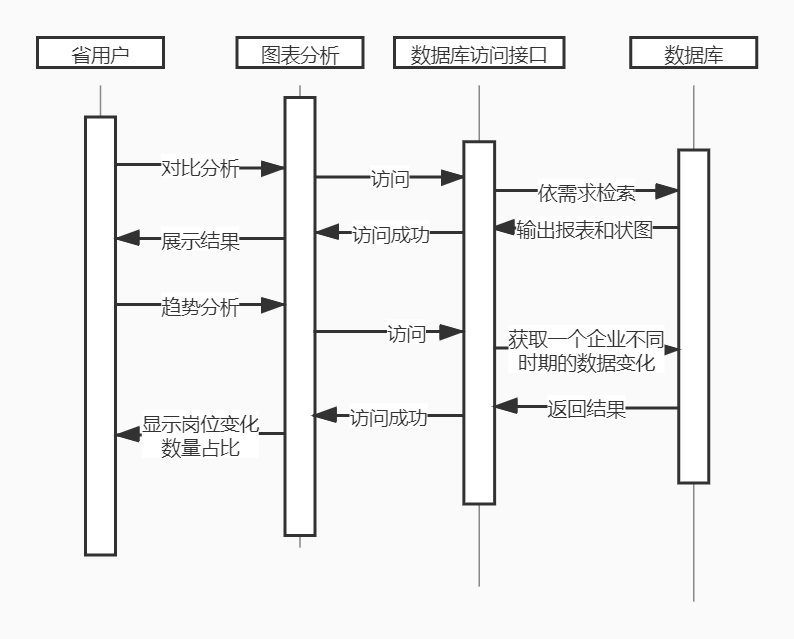 省用户
图表分析
数据库访问接口
数据库
对比分析
访问
依需求检索
输出报表和状图
访问成功
展示结果
趋势分析
访问
获取一个企业不同
时期的数据变化
返回结果
访问成功
显示岗位变化
数量占比